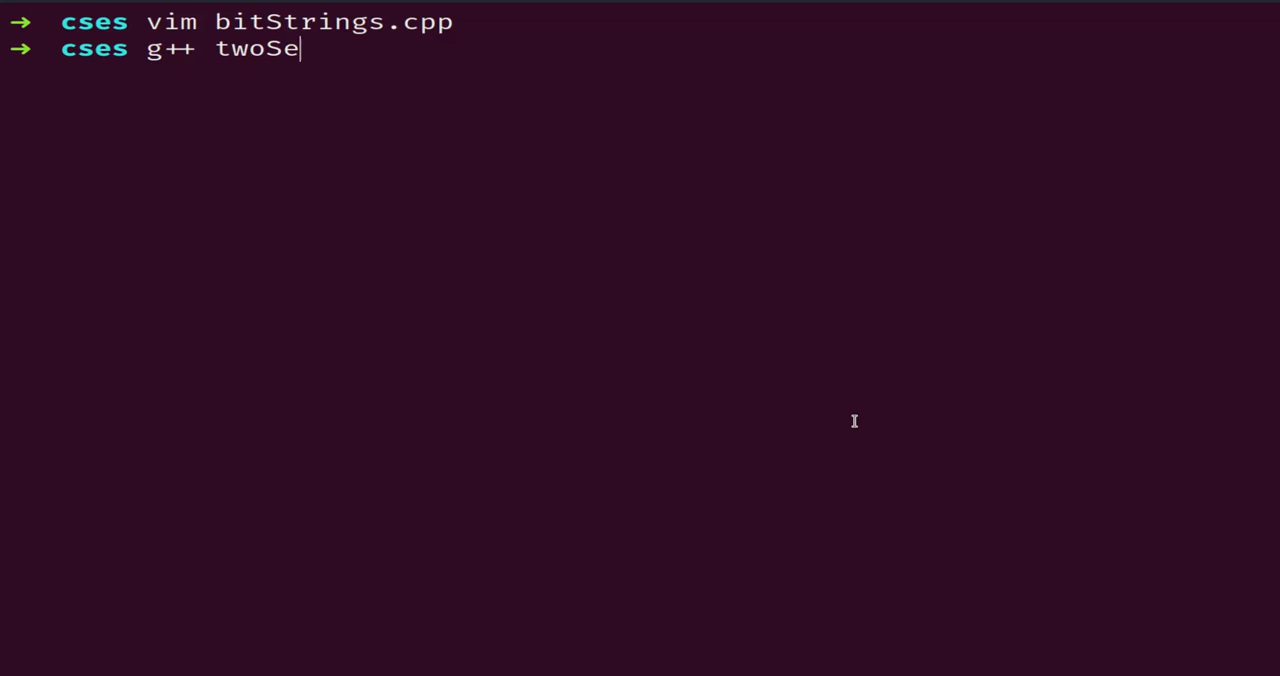 → cses vim bitStrings.cpp
→ cses g++ twoSe